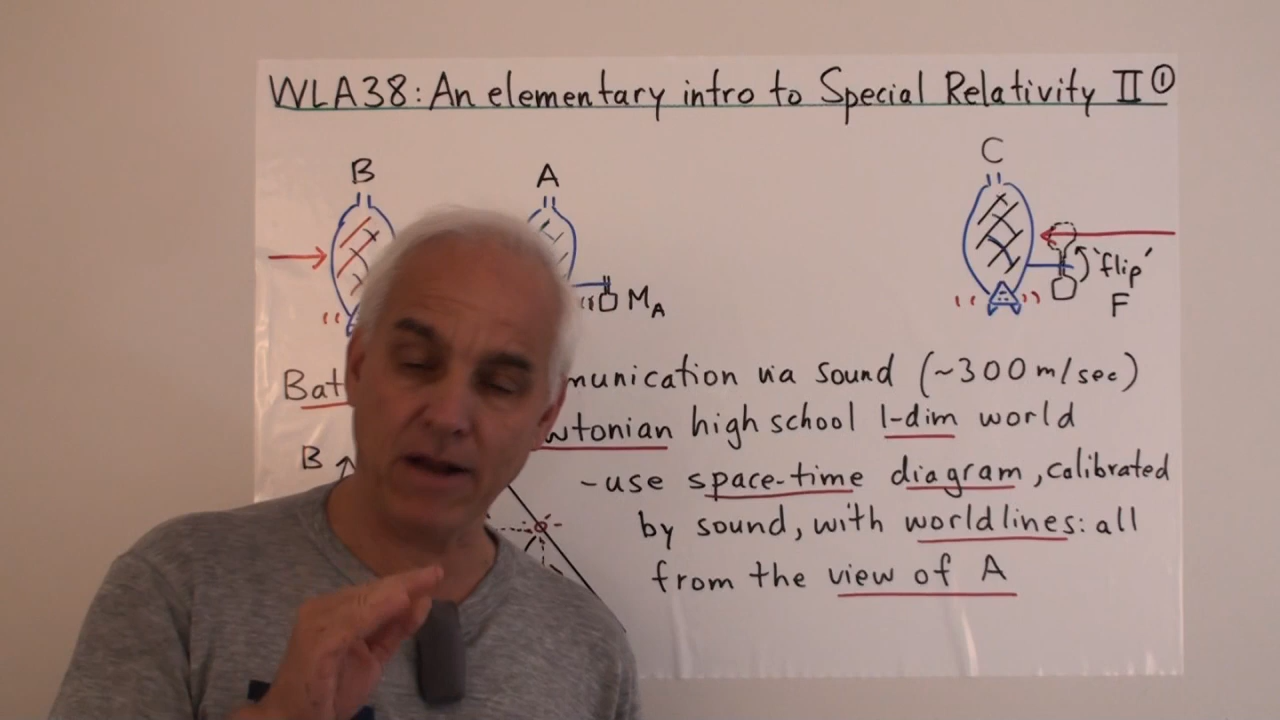 WLA38: An elementary intro to Special Relativity II ①
B
A
C
M_A
'flip'
F
munication via sound (~300 m/sec)
wtonian high school 1-dim world
B
-use space-time diagram, calibrated
by sound, with worldlines: all
from the view of A